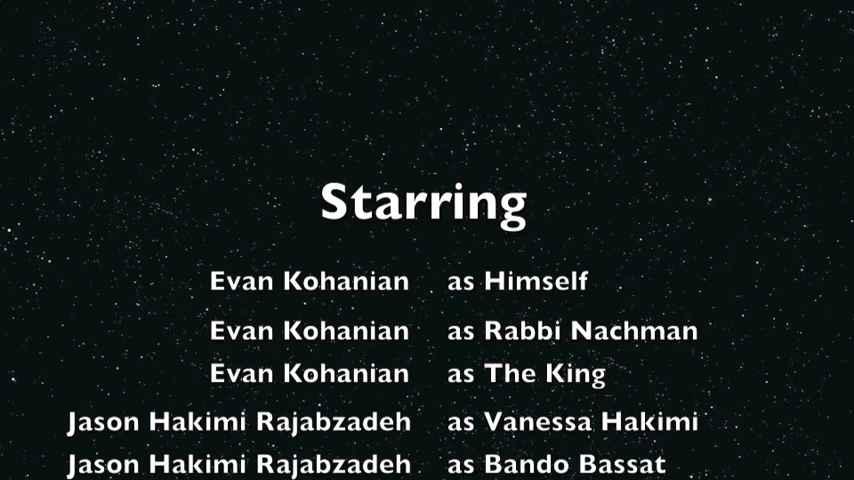 Starring
Evan Kohanian as Himself
Evan Kohanian as Rabbi Nachman
Evan Kohanian as The King
Jason Hakimi Rajabzadeh as Vanessa Hakimi
Jason Hakimi Rajabzadeh as Bando Bassat